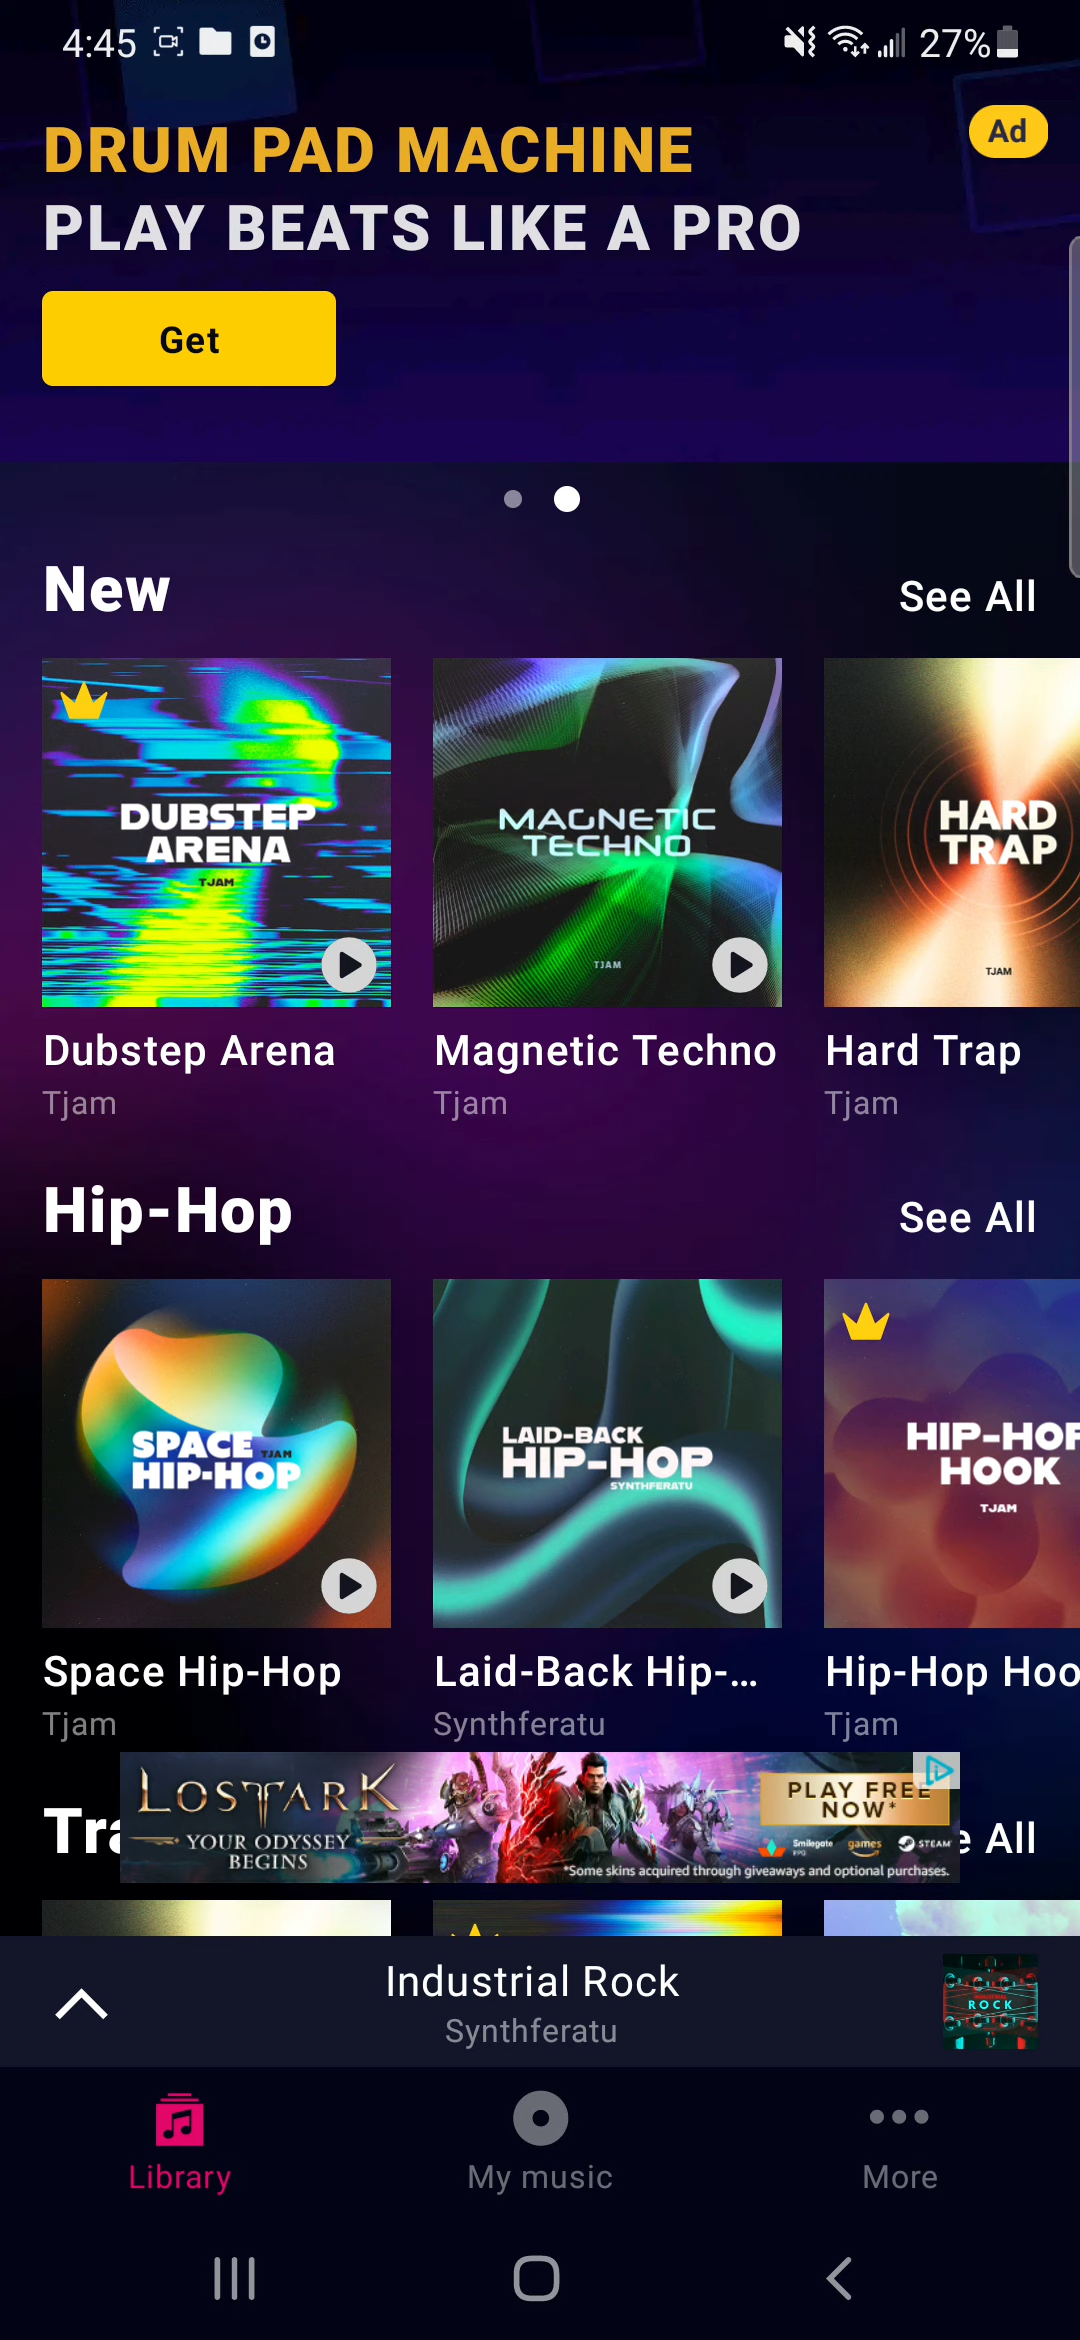 4:45
27%
DRUM PAD MACHINE
Ad
PLAY BEATS LIKE A PRO
Get
New
See All
DUBSTEP
ARENA
TJAM
MAGNETIC
TECHNO
TJAM
HARD
TRAP
TJAM
Dubstep Arena
Magnetic Techno
Hard Trap
Tjam
Tjam
Tjam
Hip-Hop
See All
SPACE TJAM
HIP-HOP
LAID-BACK
HIP-HOP
SYNTHFERATU
HIP-HOP
HOOK
TJAM
Space Hip-Hop
Laid-Back Hip-...
Hip-Hop Hoo
Tjam
Synthferatu
Tjam
Tra
e All
LOST ARK
YOUR ODYSSEY
BEGINS
PLAY FREE
NOW*
Smilegate
RPG
games
STEAM
*Some skins acquired through giveaways and optional purchases.
Industrial Rock
Synthferatu
ROCK
Library
My music
More